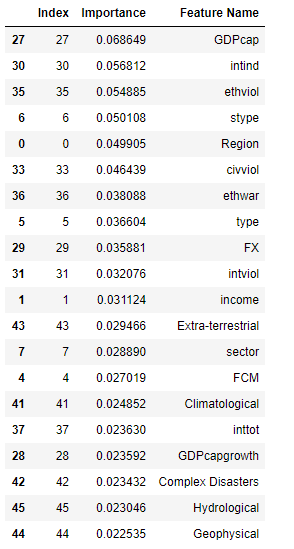 Index Importance Feature Name
27 27 0.068649 GDPcap
30 30 0.056812 intind
35 35 0.054885 ethviol
6 6 0.050108 stype
0 0 0.049905 Region
33 33 0.046439 civviol
36 36 0.038088 ethwar
5 5 0.036604 type
29 29 0.035881 FX
31 31 0.032076 intviol
1 1 0.031124 income
43 43 0.029466 Extra-terrestrial
7 7 0.028890 sector
4 4 0.027019 FCM
41 41 0.024852 Climatological
37 37 0.023630 inttot
28 28 0.023592 GDPcapgrowth
42 42 0.023432 Complex Disasters
45 45 0.023046 Hydrological
44 44 0.022535 Geophysical